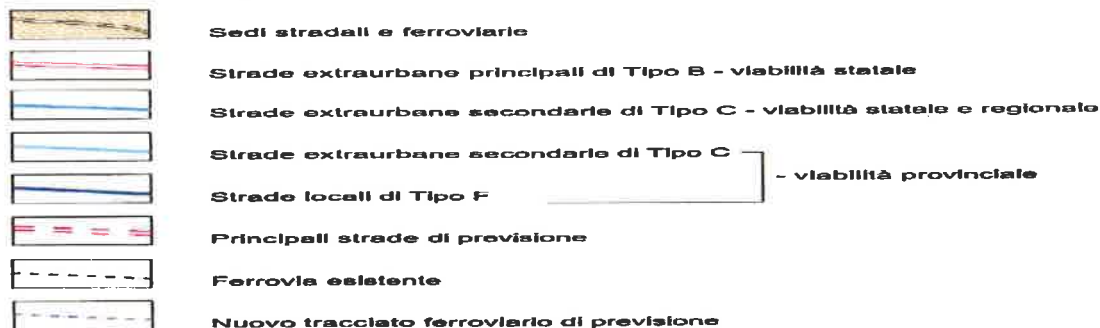 Sedi stradali e ferroviarie
Strade extraurbane principali di Tipo B - viabilità statale
Strade extraurbane secondarie di Tipo C - viabilità statale e regionale
Strade extraurbane secondarie di Tipo C
- viabilità provinciale
Strade locali di Tipo F
Principali strade di previsione
Ferrovia esistente
Nuovo tracciato ferroviario di previsione